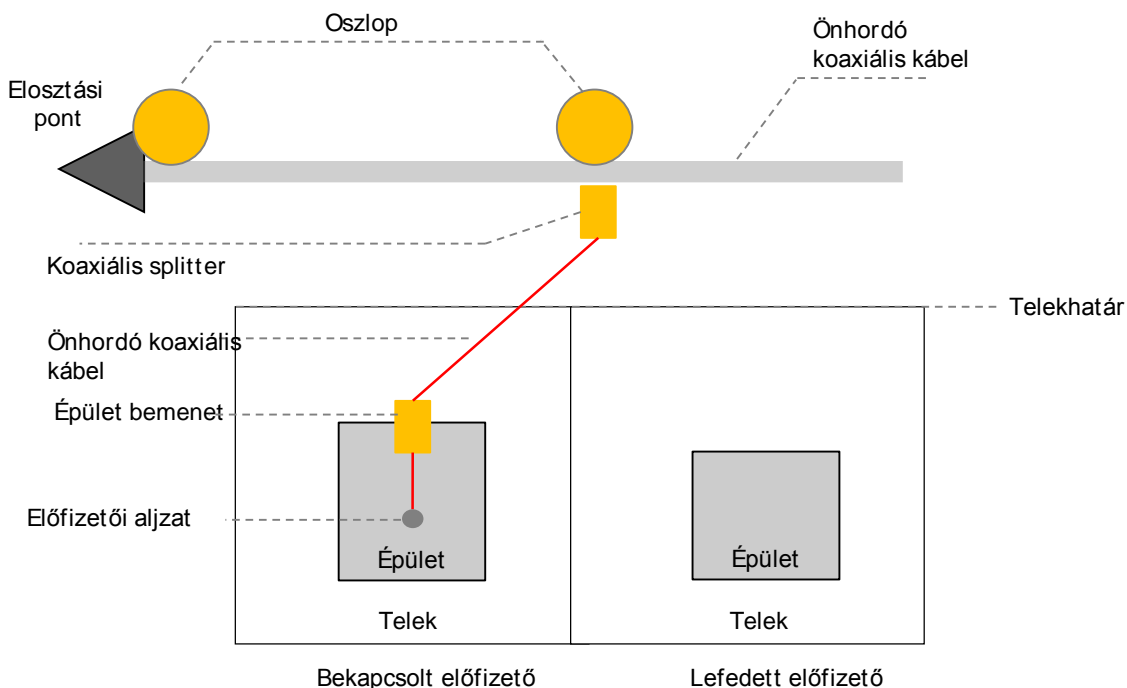 Oszlop
Önhordó
koaxiális kábel
Elosztási
pont
Koaxiális splitter
Telekhatár
Önhordó koaxiális
kábel
Épület bemenet
Előfizetői aljzat
Épület
Épület
Telek
Telek
Bekapcsolt előfizető
Lefedett előfizető